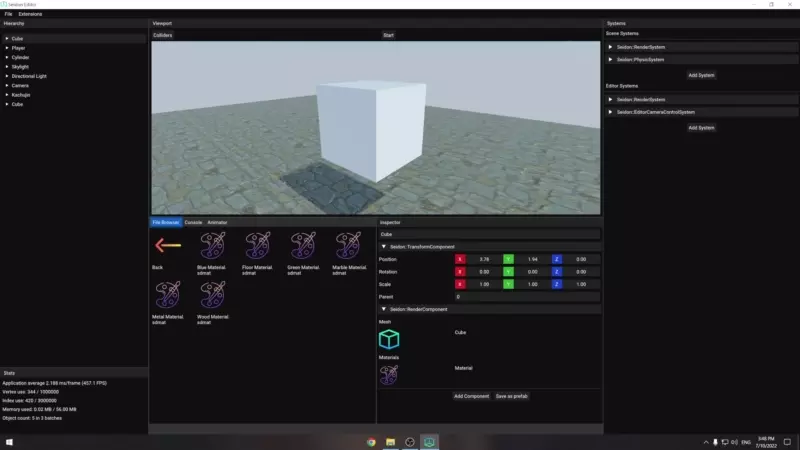 Seidon Editor
File Extensions
Hierarchy
Cube
Player
Cylinder
Skylight
Directional Light
Camera
Kachujin
Cube
Stats
Application average 2.188 ms/frame (457.1 FPS)
Vertex use: 344 / 1000000
Index use: 420 / 3000000
Memory used: 0.02 MB / 56.00 MB
Object count: 5 in 3 batches
Viewport
Colliders Start
File Browser Console Animator
Back
Blue Material.sdmat
Floor Material.sdmat
Green Material.sdmat
Marble Material.sdmat
Metal Material.sdmat
Wood Material.sdmat
Inspector
Cube
Seidon::TransformComponent
Position X 3.78 Y 1.94 Z 0.00
Rotation X 0.00 Y 0.00 Z 0.00
Scale X 1.00 Y 1.00 Z 1.00
Parent 0
Seidon::RenderComponent
Mesh
Cube
Materials
Material
Add Component Save as prefab
Systems
Scene Systems
Seidon::RenderSystem
Seidon::PhysicSystem
Add System
Editor Systems
Seidon::RenderSystem
Seidon::EditorCameraControlSystem
Add System
ENG
3:48 PM
7/10/2022